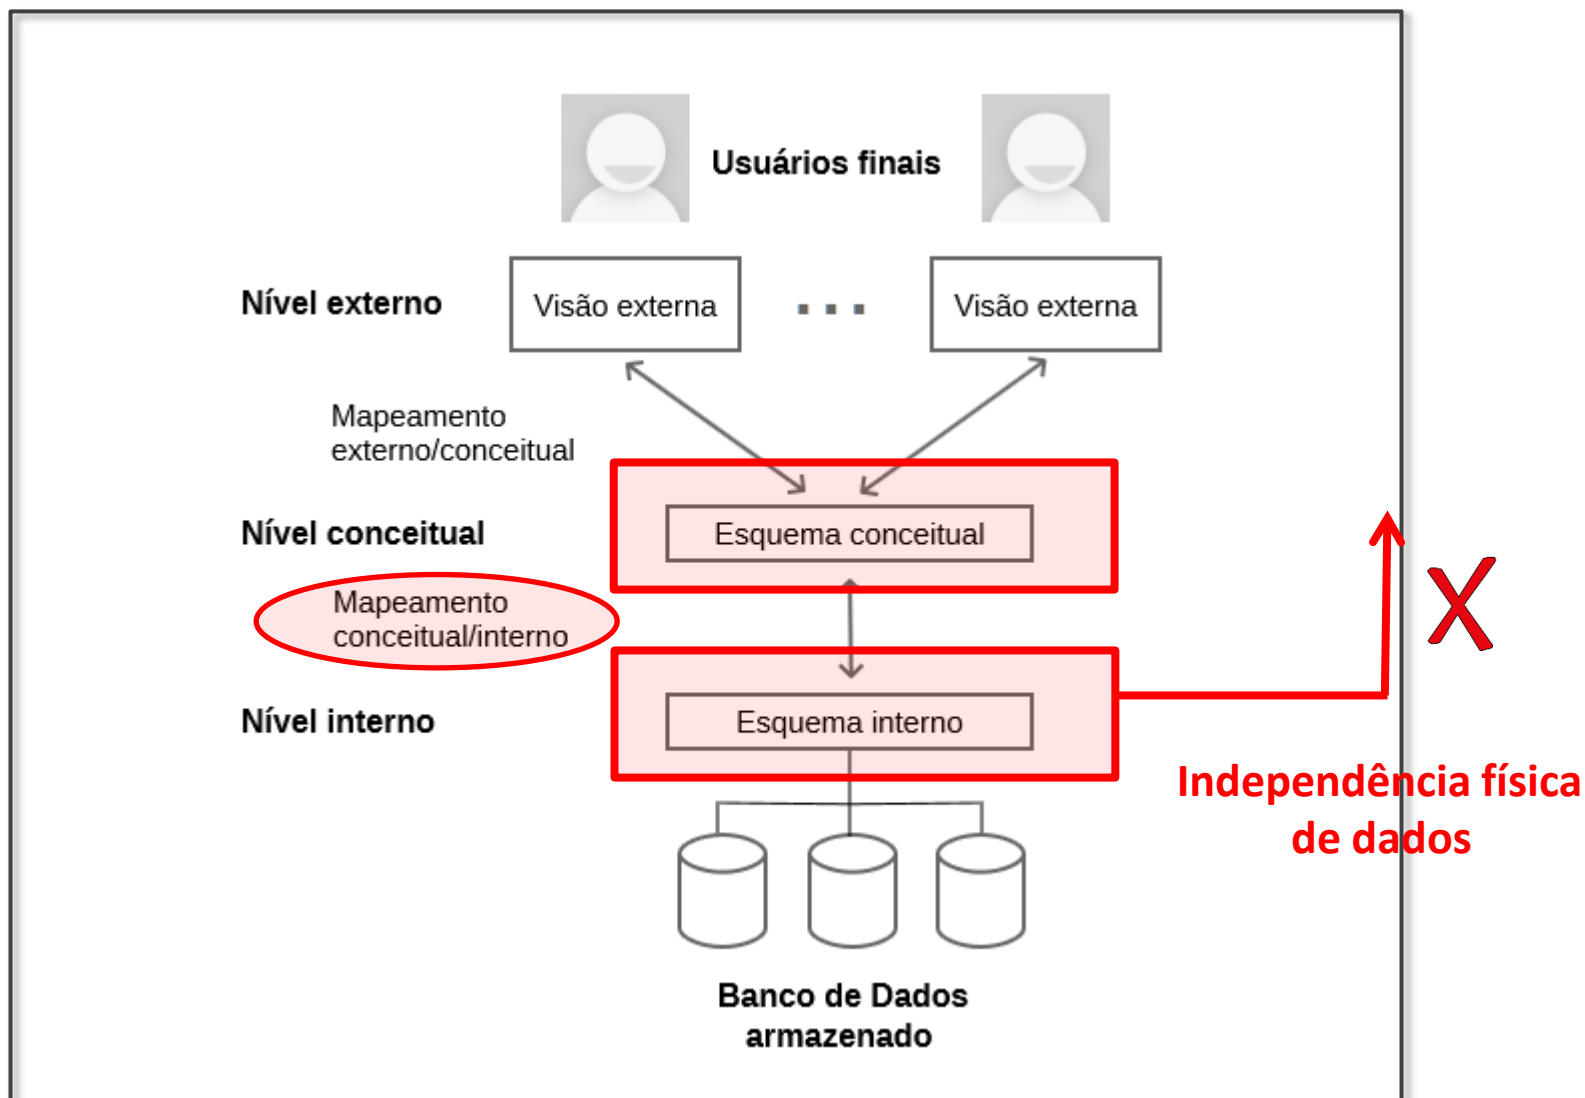 Usuários finais
Nível externo
Visão externa
Visão externa
Mapeamento
externo/conceitual
Nível conceitual
Esquema conceitual
Mapeamento
conceitual/interno
Nível interno
Esquema interno
Independência física
de dados
Banco de Dados
armazenado